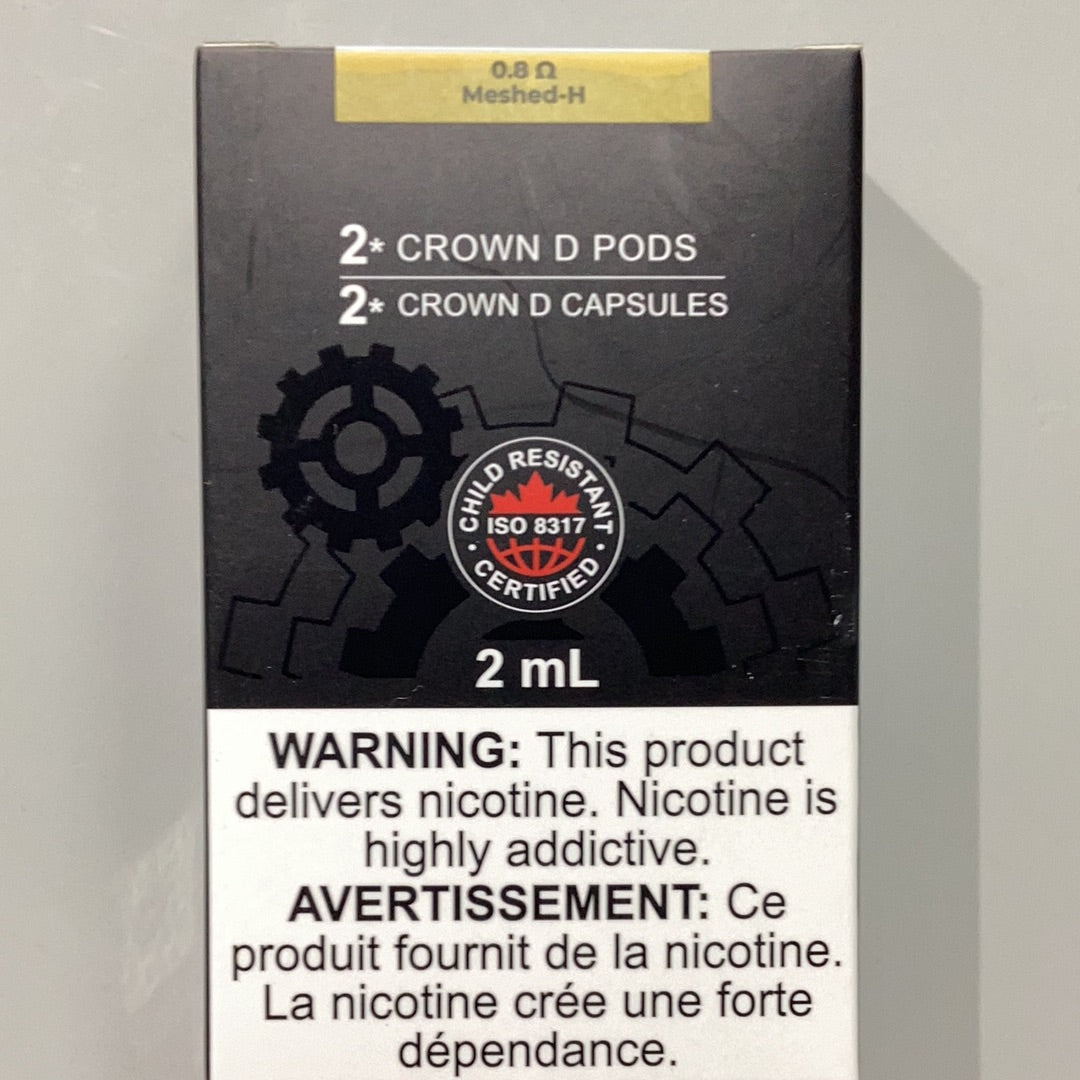 0.8 Ω
Meshed-H
2* CROWN D PODS
2* CROWN D CAPSULES
CHILD RESISTANT
ISO 8317
• CERTIFIED •
2 mL
WARNING: This product
delivers nicotine. Nicotine is
highly addictive.
AVERTISSEMENT: Ce
produit fournit de la nicotine.
La nicotine crée une forte
dépendance.